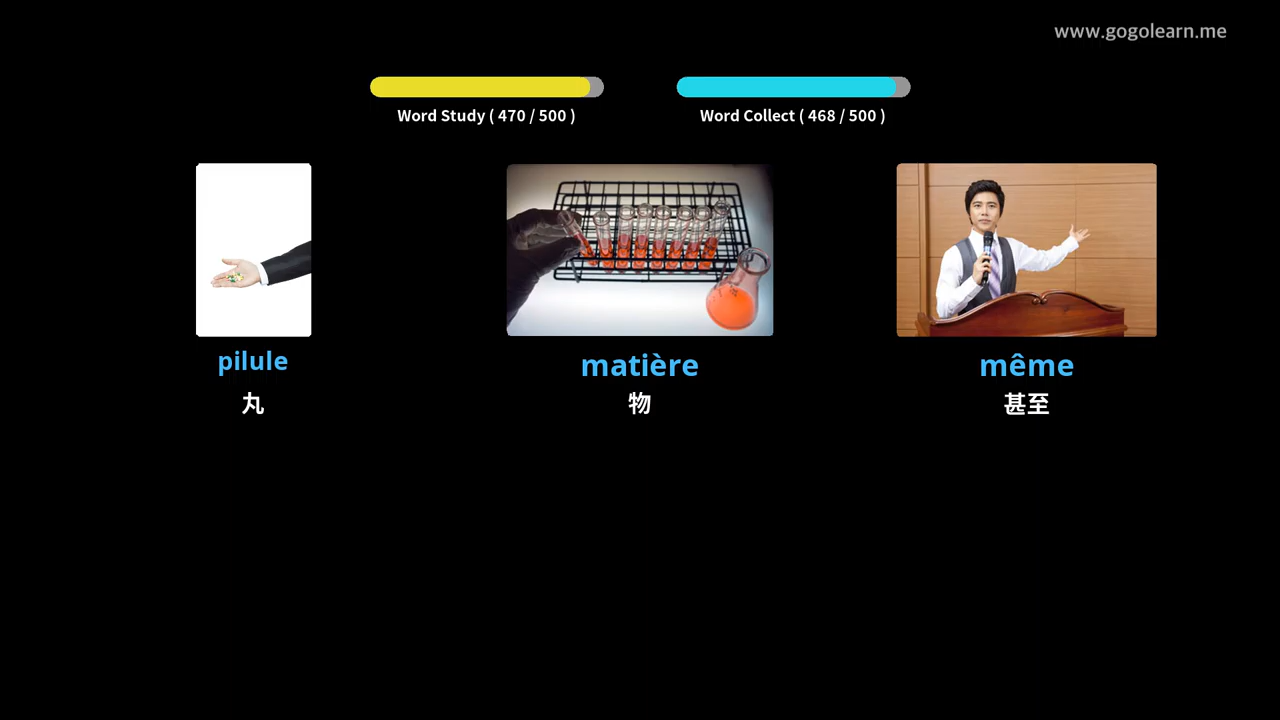 www.gogolearn.me
Word Study ( 470 / 500 )
Word Collect ( 468 / 500 )
pilule
matière
même
丸
物
甚至